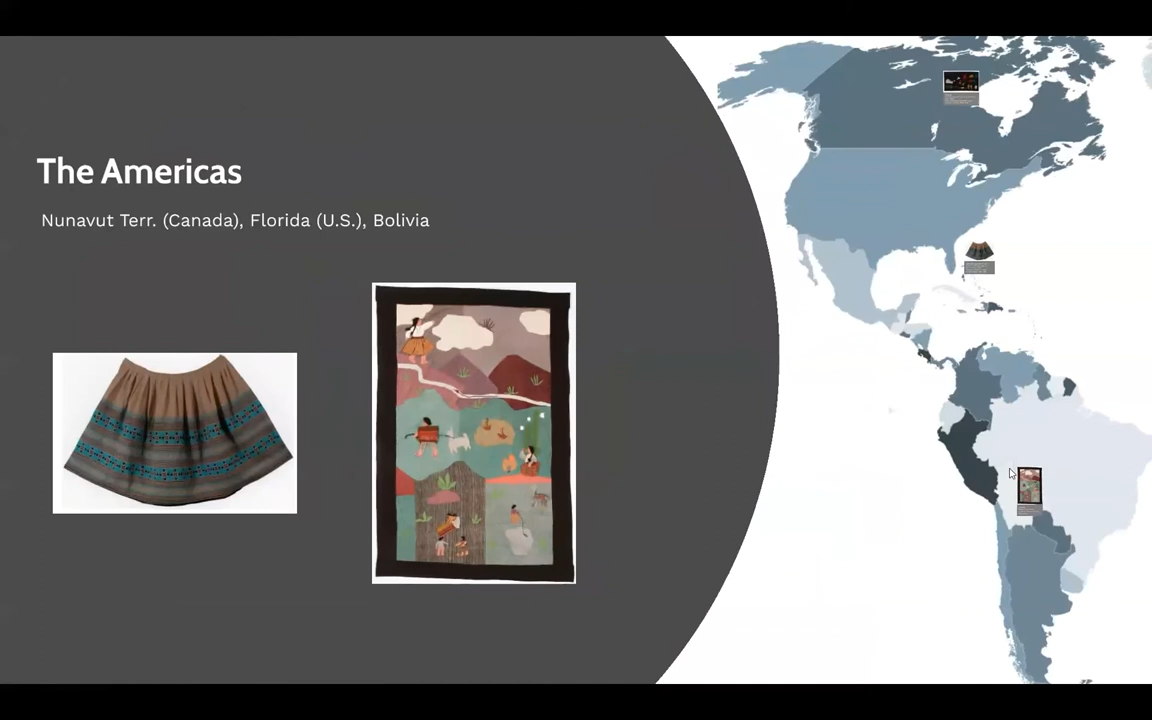 The Americas
Nunavut Terr. (Canada), Florida (U.S.), Bolivia